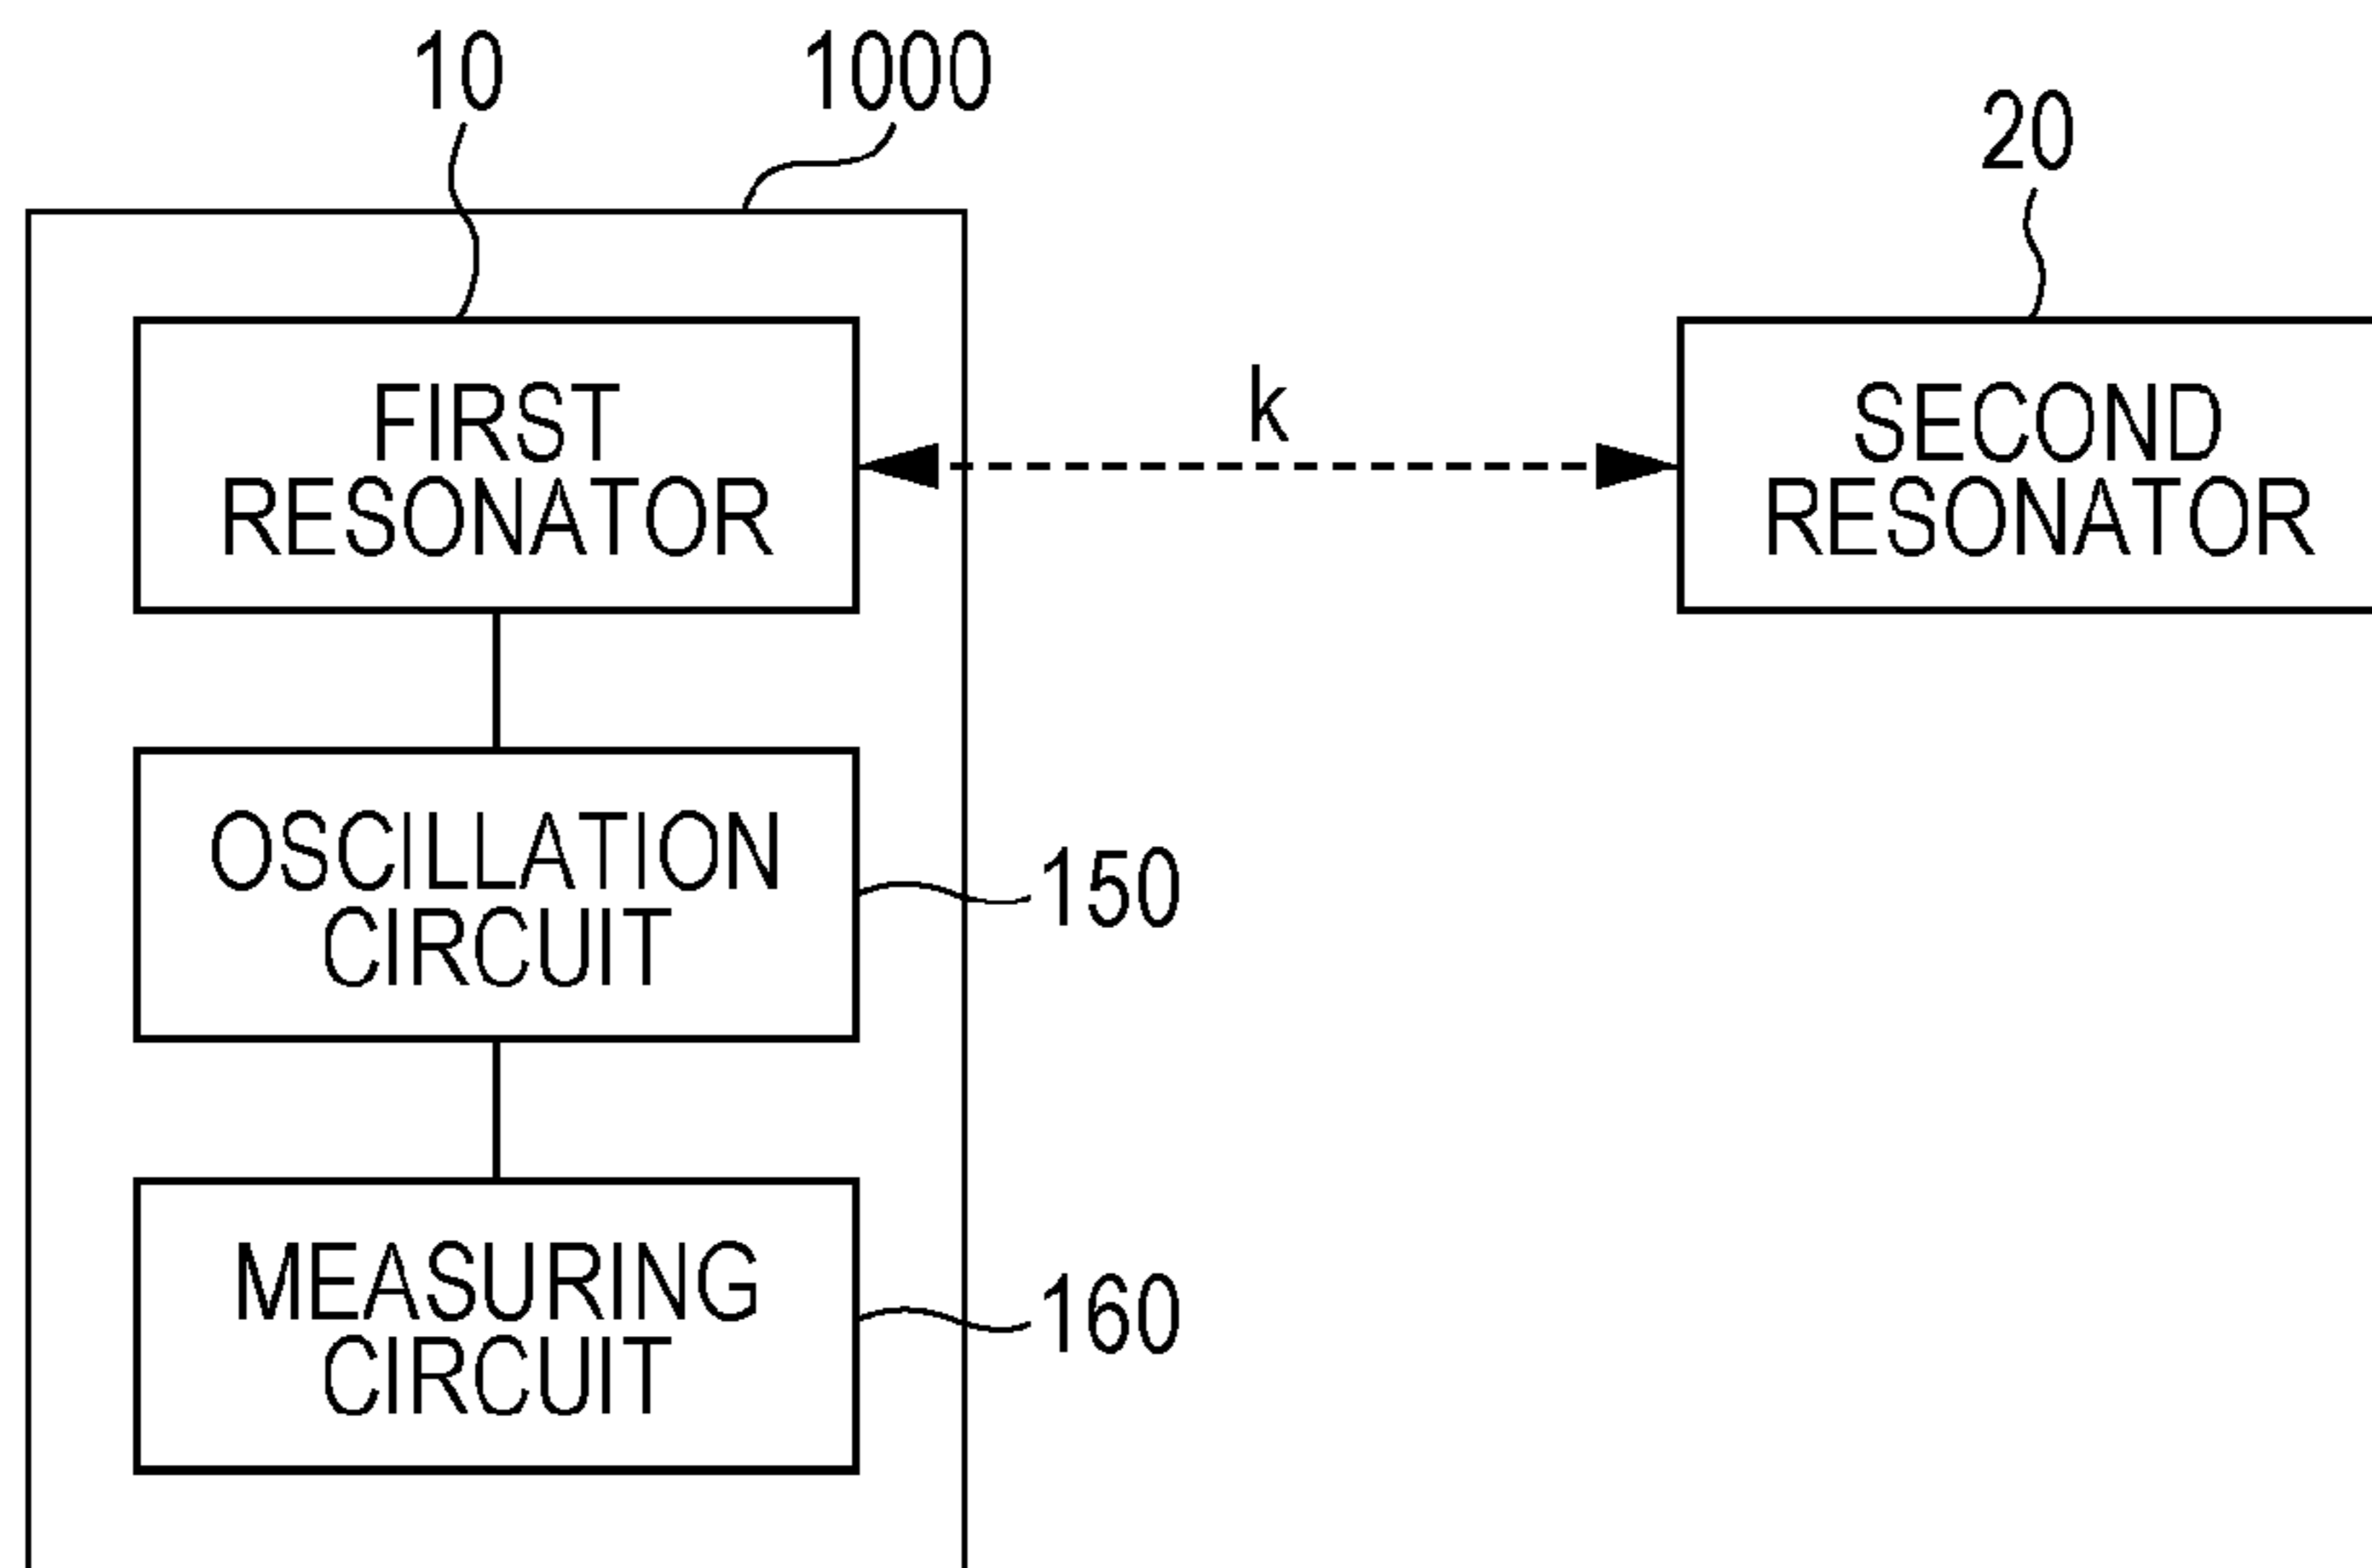 10
1000
20
FIRST
RESONATOR
k
SECOND
RESONATOR
OSCILLATION
CIRCUIT
150
MEASURING
CIRCUIT
160